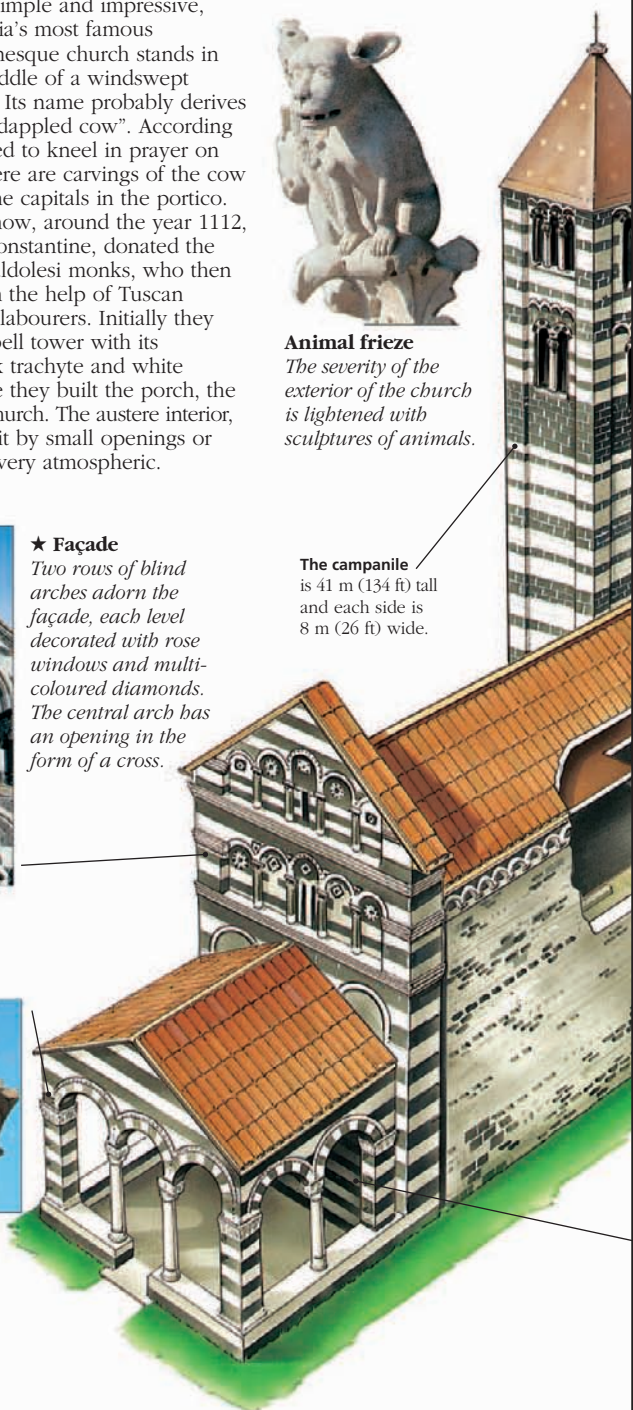 imple and impressive,
ia's most famous
nesque church stands in
ddle of a windswept
Its name probably derives
dappled cow". According
ed to kneel in prayer on
ere are carvings of the cow
ne capitals in the portico.
now, around the year 1112,
onstantine, donated the
aldolesi monks, who then
n the help of Tuscan
labourers. Initially they
bell tower with its
k trachyte and white
e they built the porch, the
hurch. The austere interior,
it by small openings or
very atmospheric.
Animal frieze
The severity of the
exterior of the church
is lightened with
sculptures of animals.
★ Façade
Two rows of blind
arches adorn the
façade, each level
decorated with rose
windows and multi-
coloured diamonds.
The central arch has
an opening in the
form of a cross.
The campanile
is 41 m (134 ft) tall
and each side is
8 m (26 ft) wide.